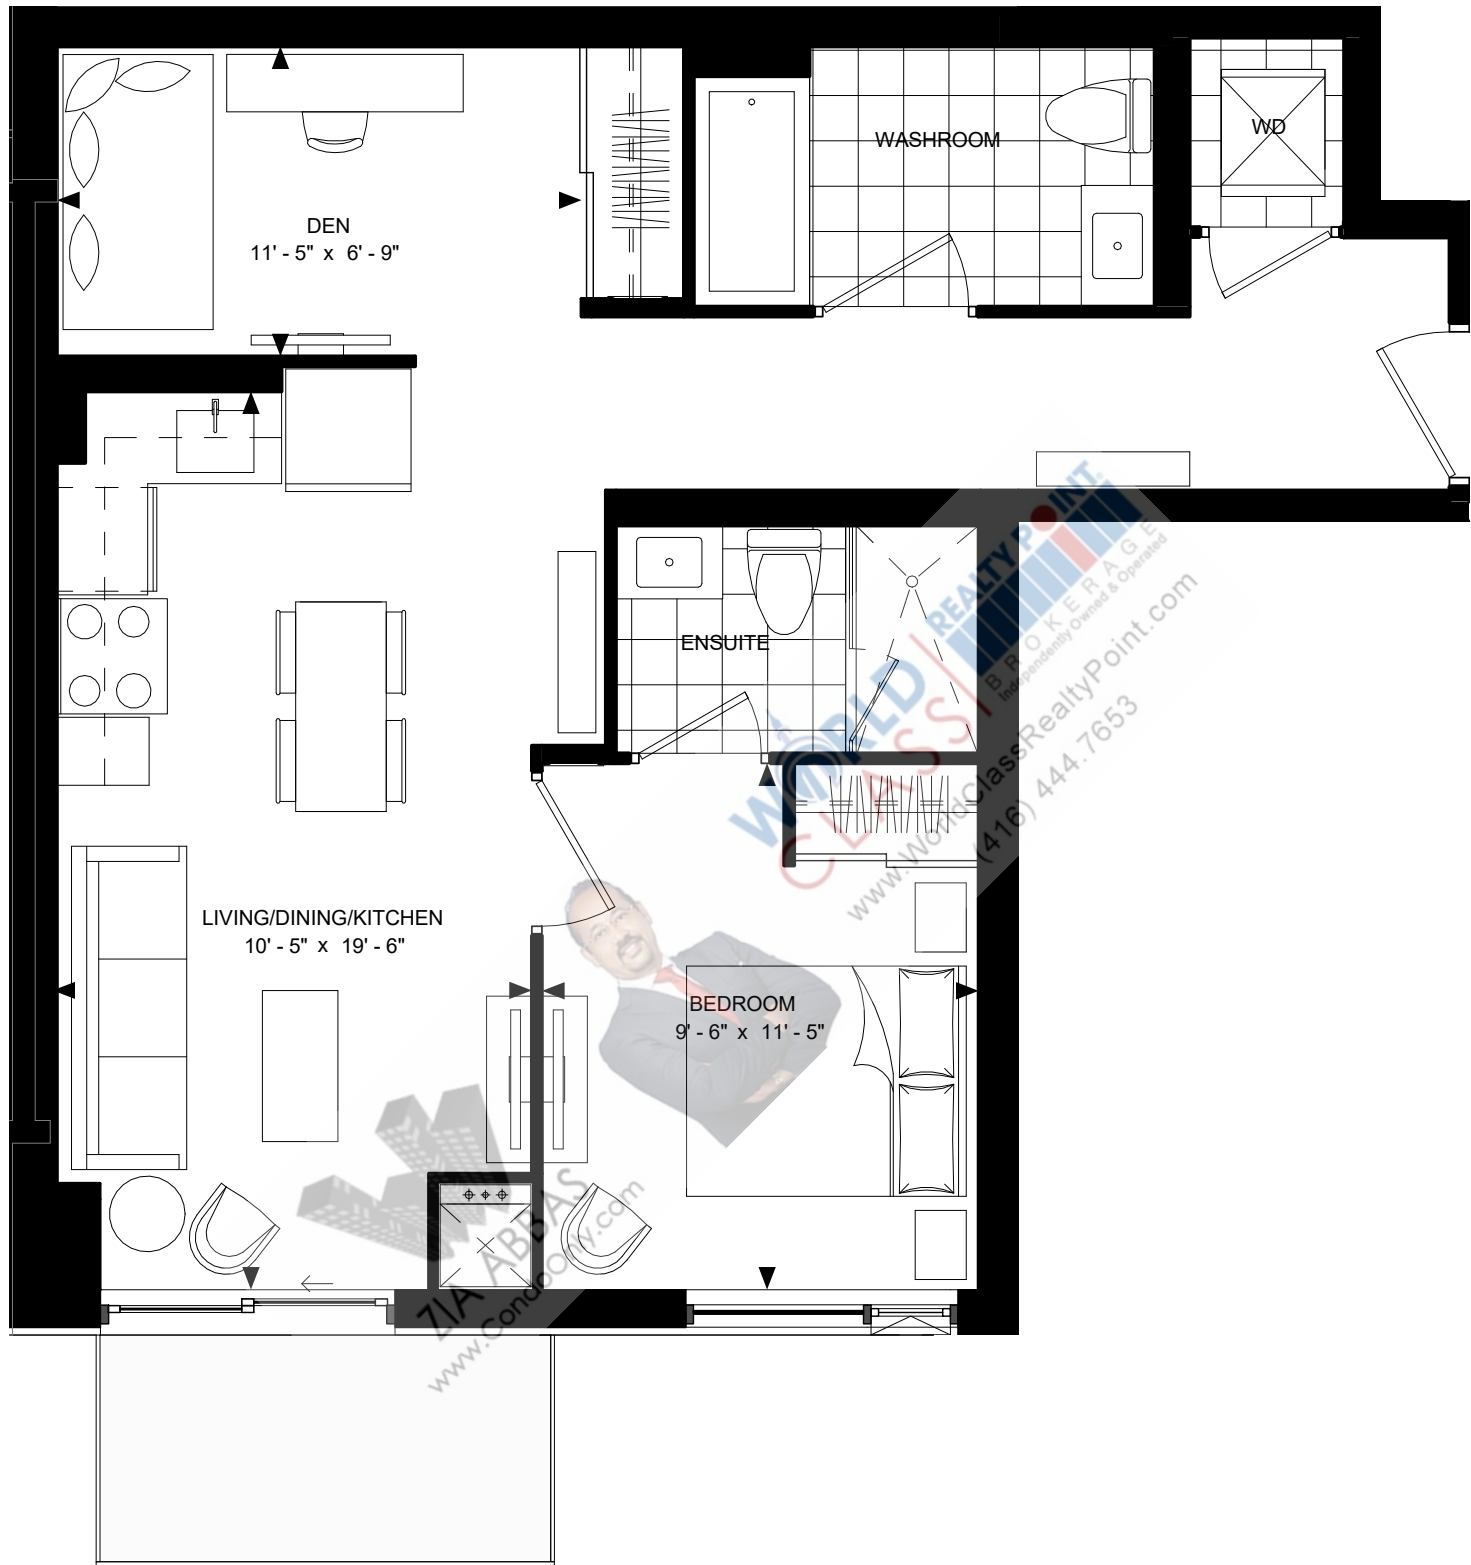 WASHROOM
WD
DEN
11' - 5" x 6' - 9"
ENSUITE
LIVING/DINING/KITCHEN
10' - 5" x 19' - 6"
BEDROOM
9' - 6" x 11' - 5"
WORLD
CLASS
REALTY POINT.
BROKERAGE
Independently Owned & Operated
www.WorldClassRealtyPoint.com
(416) 444.7653
ZIA ABBAS
www.CondoOnly.com